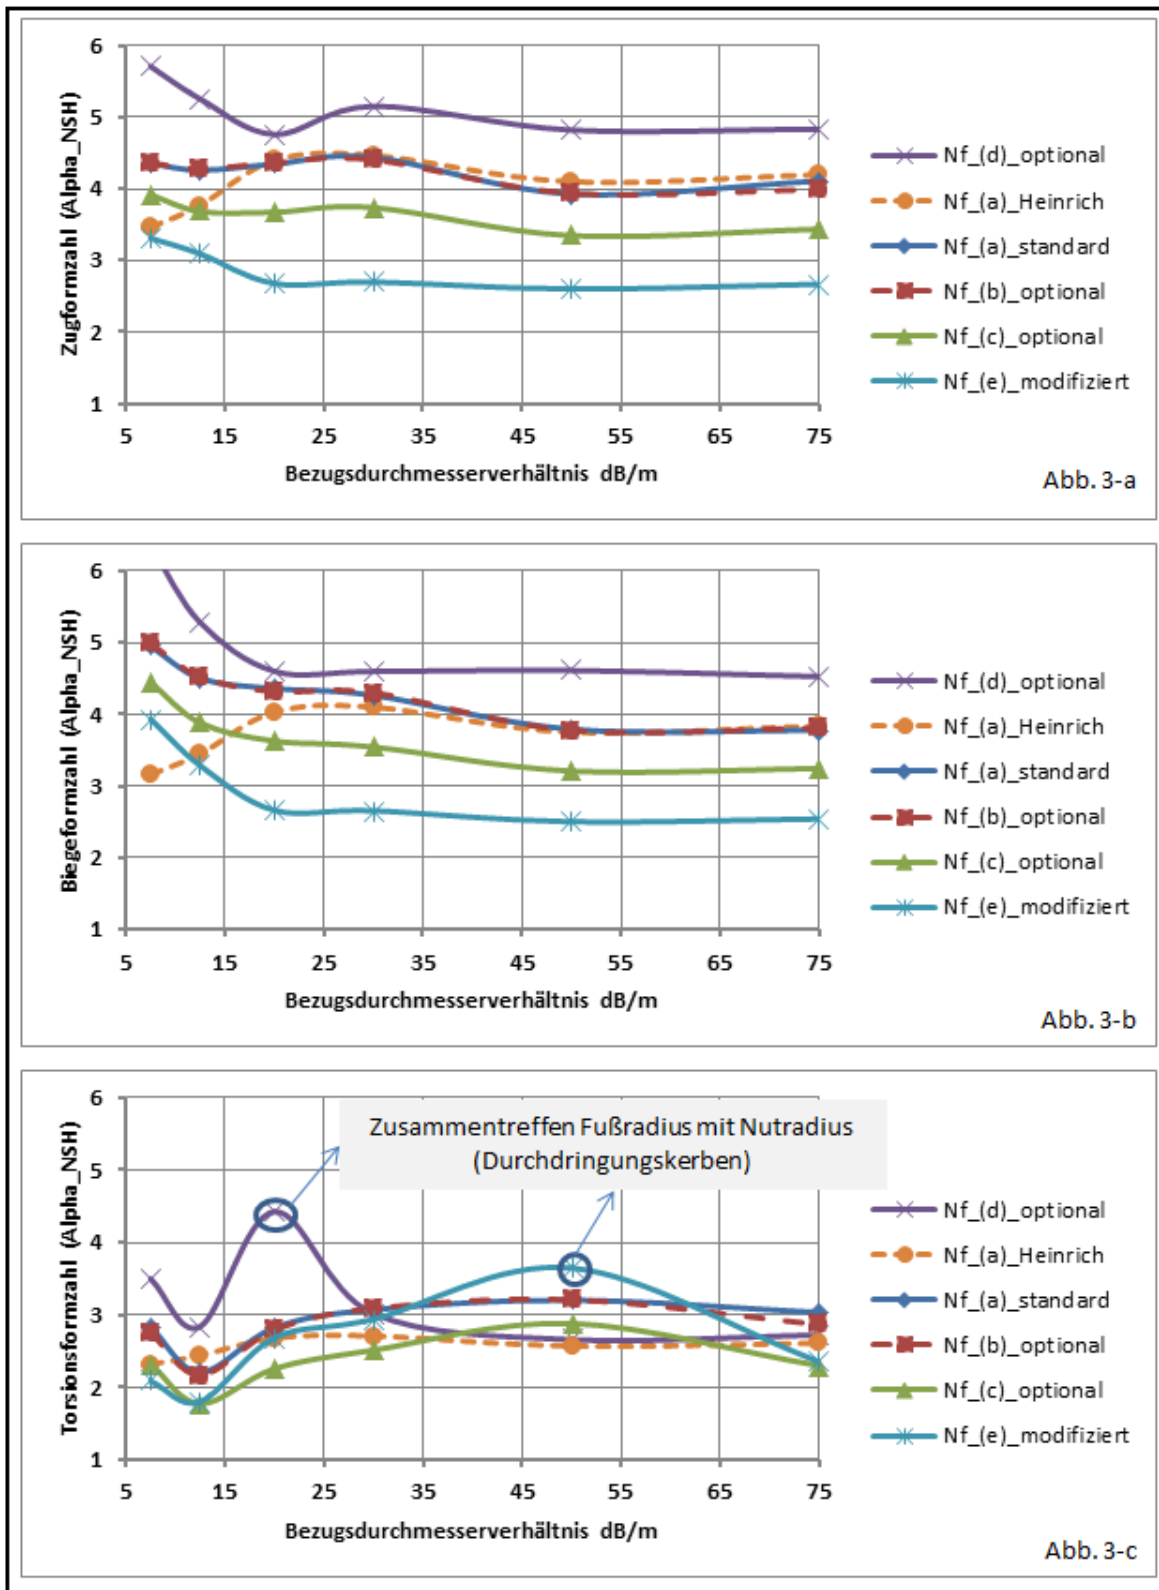 6
5
4
3
2
1
Zugformzahl (Alpha_NSH)
5 15 25 35 45 55 65 75
Bezugsdurchmesserverhältnis dB/m
Nf_(d)_optional
Nf_(a)_Heinrich
Nf_(a)_standard
Nf_(b)_optional
Nf_(c)_optional
Nf_(e)_modifiziert
Abb. 3-a
6
5
4
3
2
1
Biegeformzahl (Alpha_NSH)
5 15 25 35 45 55 65 75
Bezugsdurchmesserverhältnis dB/m
Nf_(d)_optional
Nf_(a)_Heinrich
Nf_(a)_standard
Nf_(b)_optional
Nf_(c)_optional
Nf_(e)_modifiziert
Abb. 3-b
6
5
4
3
2
1
Torsionsformzahl (Alpha_NSH)
Zusammentreffen Fußradius mit Nutradius
(Durchdringungskerben)
5 15 25 35 45 55 65 75
Bezugsdurchmesserverhältnis dB/m
Nf_(d)_optional
Nf_(a)_Heinrich
Nf_(a)_standard
Nf_(b)_optional
Nf_(c)_optional
Nf_(e)_modifiziert
Abb. 3-c